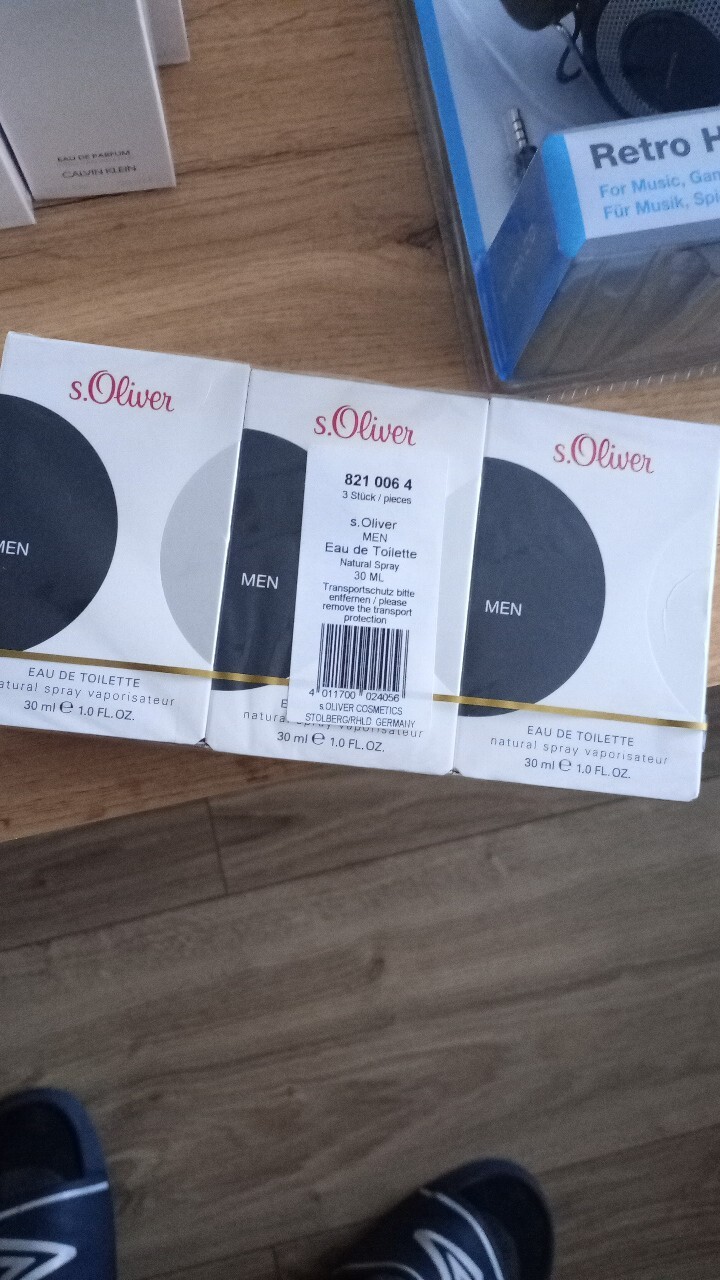 EAU DE PARFUM
CALVIN KLEIN
Retro H
For Music, Gam
Für Musik, Spi
s.Oliver
MEN
EAU DE TOILETTE
natural spray vaporisateur
30 ml ℮ 1.0 FL.OZ.
s.Oliver
MEN
821 006 4
3 Stück / pieces
s.Oliver
MEN
Eau de Toilette
Natural Spray
30 ML
Transportschutz bitte
entfernen / please
remove the transport
protection
4 011700 024056
s.OLIVER COSMETICS
STOLBERG/RHLD. GERMANY
natural spray vaporisateur
30 ml ℮ 1.0 FL.OZ.
s.Oliver
MEN
EAU DE TOILETTE
natural spray vaporisateur
30 ml ℮ 1.0 FL.OZ.